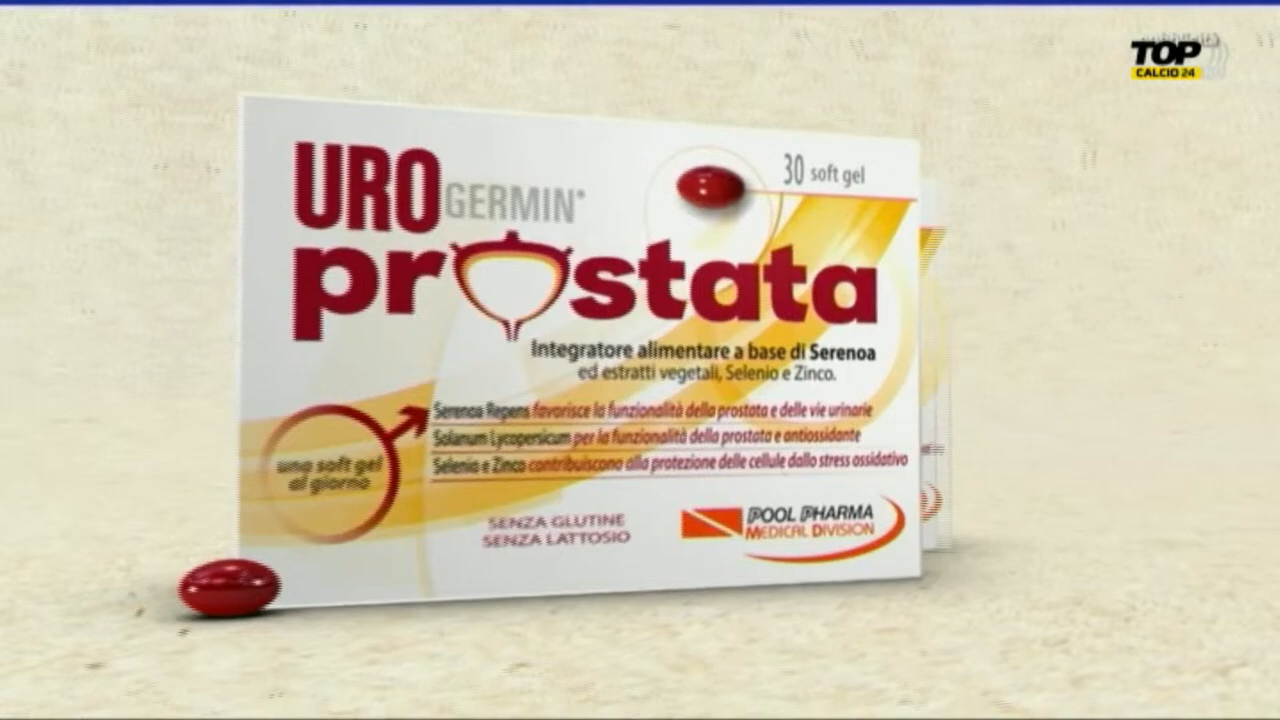 TOP
CALCIO 24
URO
GERMIN®
30 soft gel
prostata
Integratore alimentare a base di Serenoa
ed estratti vegetali, Selenio e Zinco.
Serenoa Repens favorisce la funzionalità della prostata e delle vie urinarie
Solanum Lycopersicum per la funzionalità della prostata e antiossidante
Selenio e Zinco contribuiscono alla protezione delle cellule dallo stress ossidativo
una soft gel
al giorno
SENZA GLUTINE
SENZA LATTOSIO
POOL PHARMA
MEDICAL DIVISION